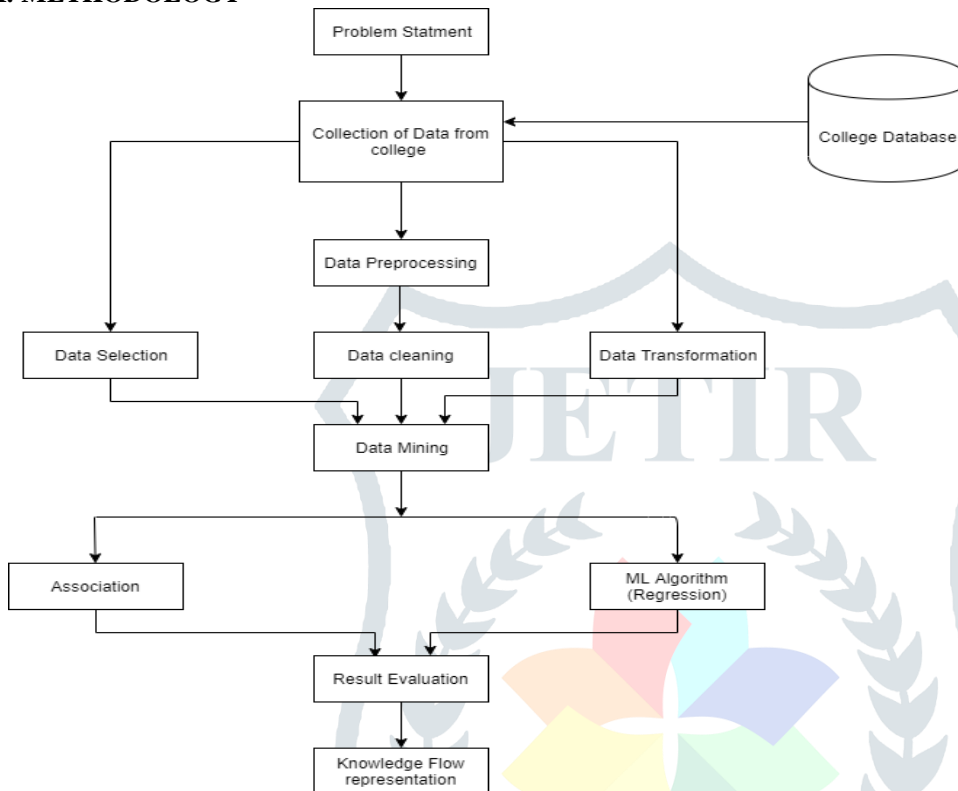 Problem Statment
Collection of Data from
college
College Database
Data Preprocessing
Data Selection
Data cleaning
Data Transformation
JETIR
Data Mining
Association
ML Algorithm
(Regression)
Result Evaluation
Knowledge Flow
representation